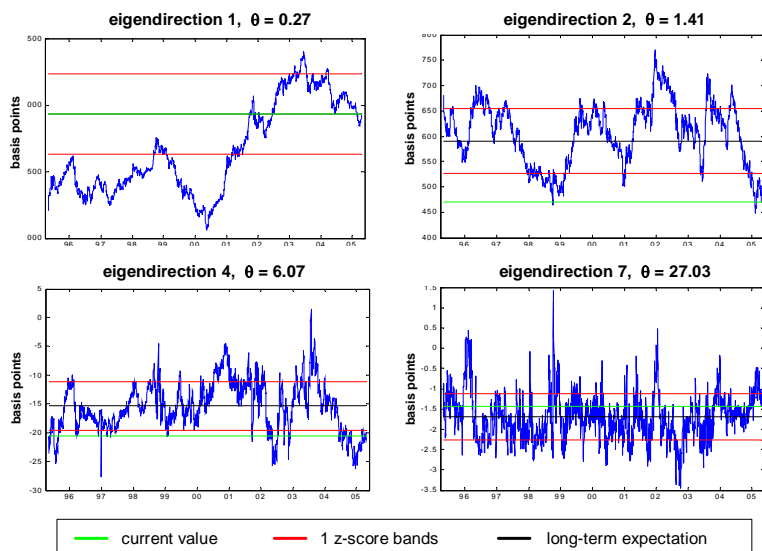 eigendirection 1, θ = 0.27
basis points
500
000
500
000
96 97 98 99 00 01 02 03 04 05
eigendirection 2, θ = 1.41
basis points
800
750
700
650
600
550
500
450
400
96 97 98 99 00 01 02 03 04 05
eigendirection 4, θ = 6.07
basis points
5
0
-5
-10
-15
-20
-25
-30
96 97 98 99 00 01 02 03 04 05
eigendirection 7, θ = 27.03
basis points
1.5
1
0.5
0
-0.5
-1
-1.5
-2
-2.5
-3
-3.5
96 97 98 99 00 01 02 03 04 05
current value
1 z-score bands
long-term expectation